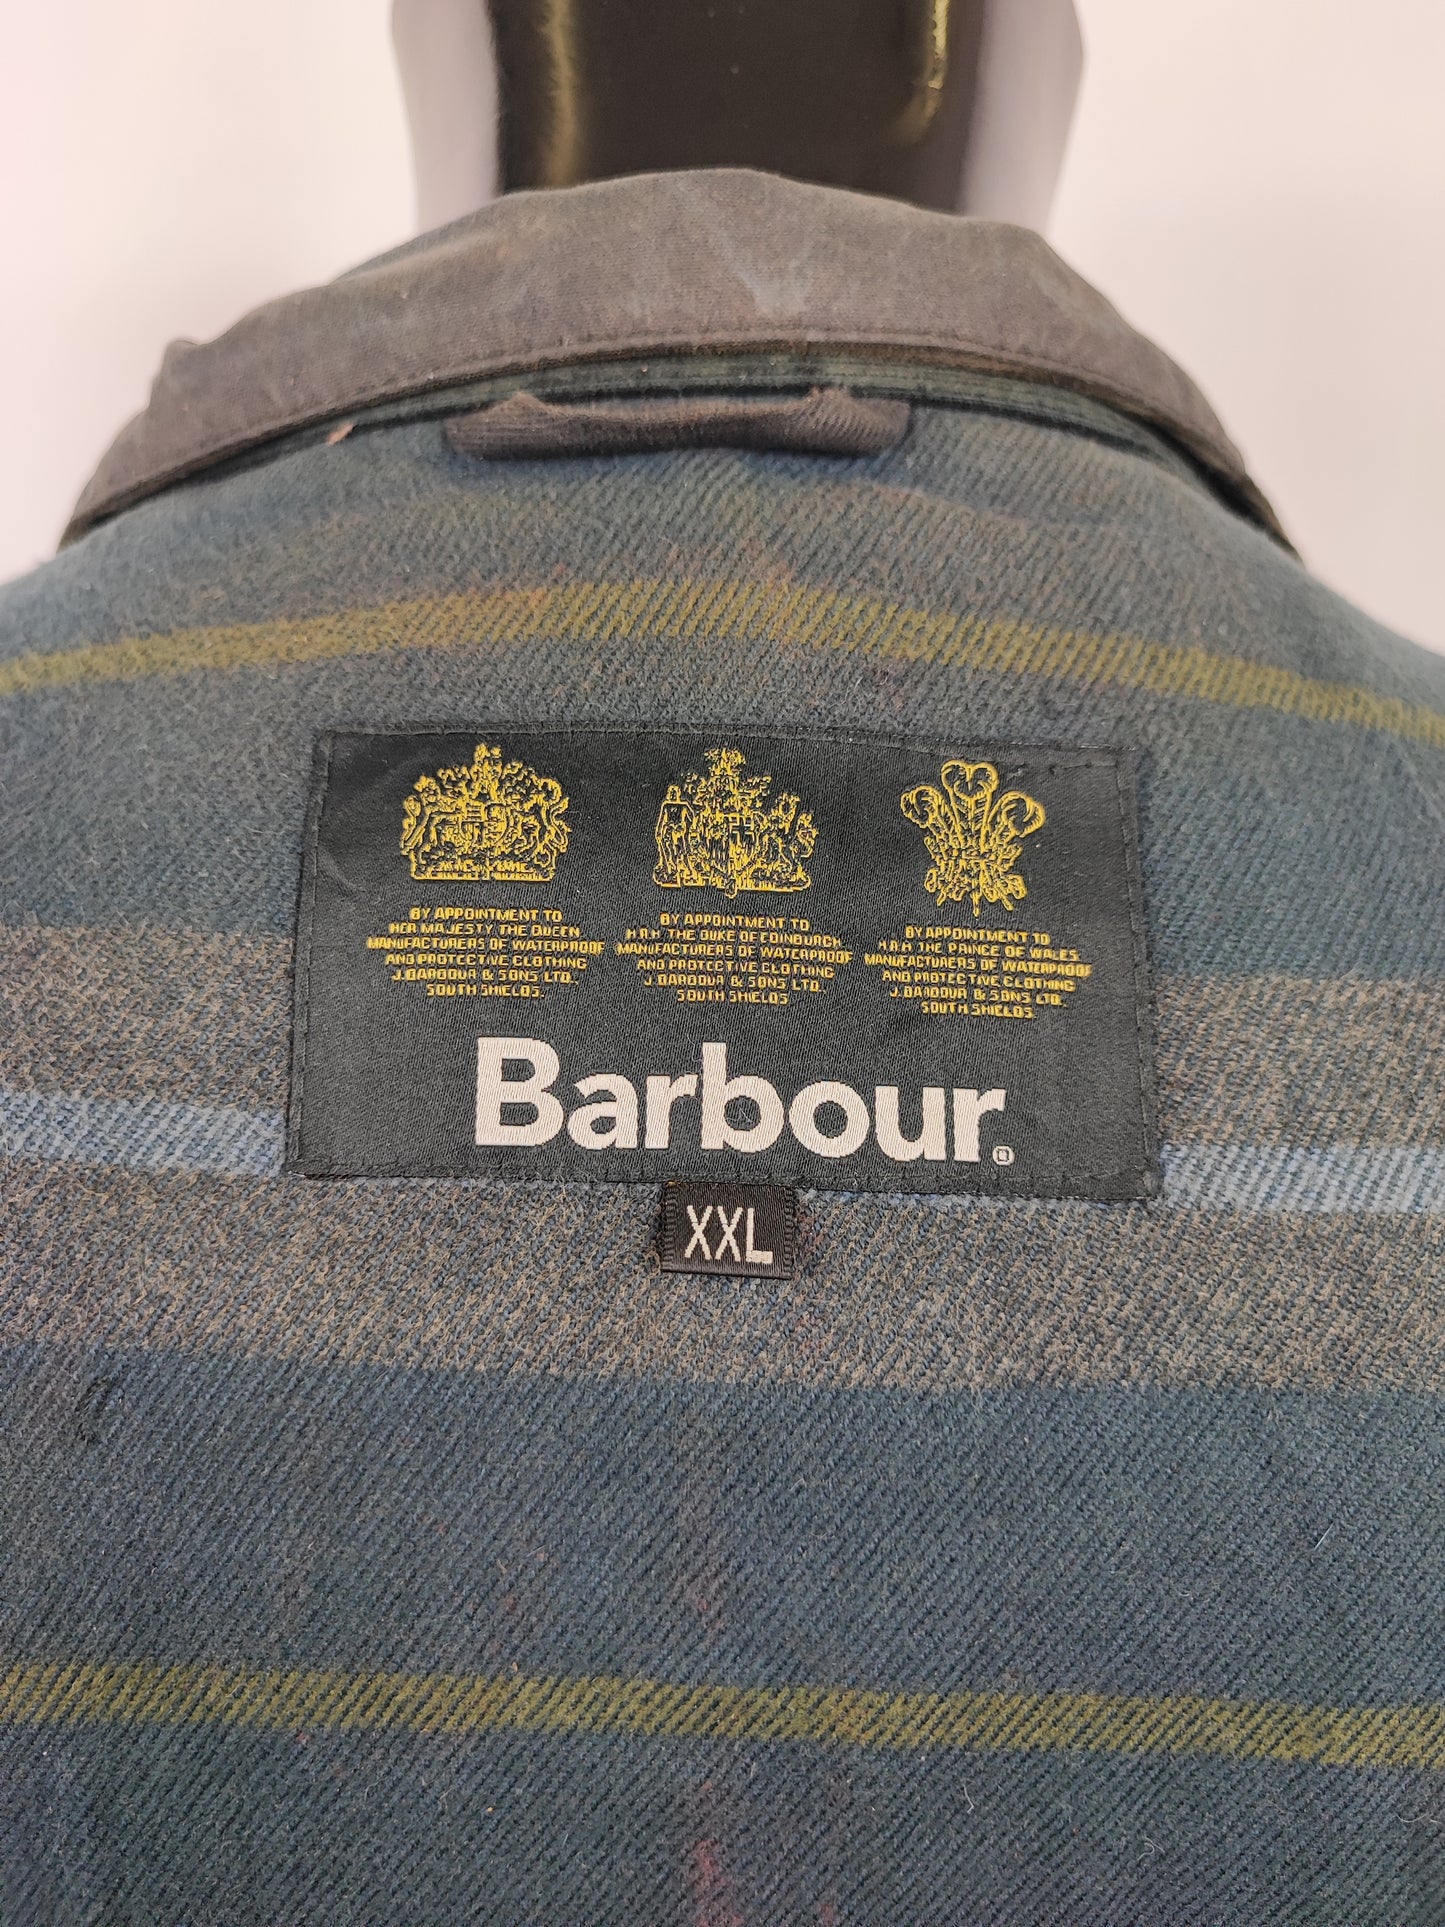 BY APPOINTMENT TO
HER MAJESTY THE QUEEN
MANUFACTURERS OF WATERPROOF
AND PROTECTIVE CLOTHING
J. BARBOUR & SONS LTD.,
SOUTH SHIELDS.
BY APPOINTMENT TO
H.R.H. THE DUKE OF EDINBURGH
MANUFACTURERS OF WATERPROOF
AND PROTECTIVE CLOTHING
J. BARBOUR & SONS LTD.,
SOUTH SHIELDS
BY APPOINTMENT TO
H.R.H. THE PRINCE OF WALES
MANUFACTURERS OF WATERPROOF
AND PROTECTIVE CLOTHING
J. BARBOUR & SONS LTD.
SOUTH SHIELDS
Barbour.
XXL